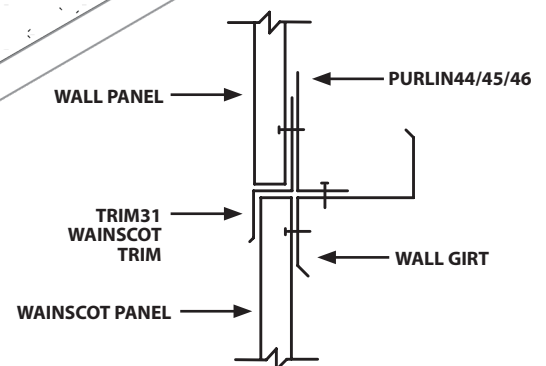 PURLIN44/45/46
WALL PANEL
TRIM31
WAINSCOT
TRIM
WALL GIRT
WAINSCOT PANEL